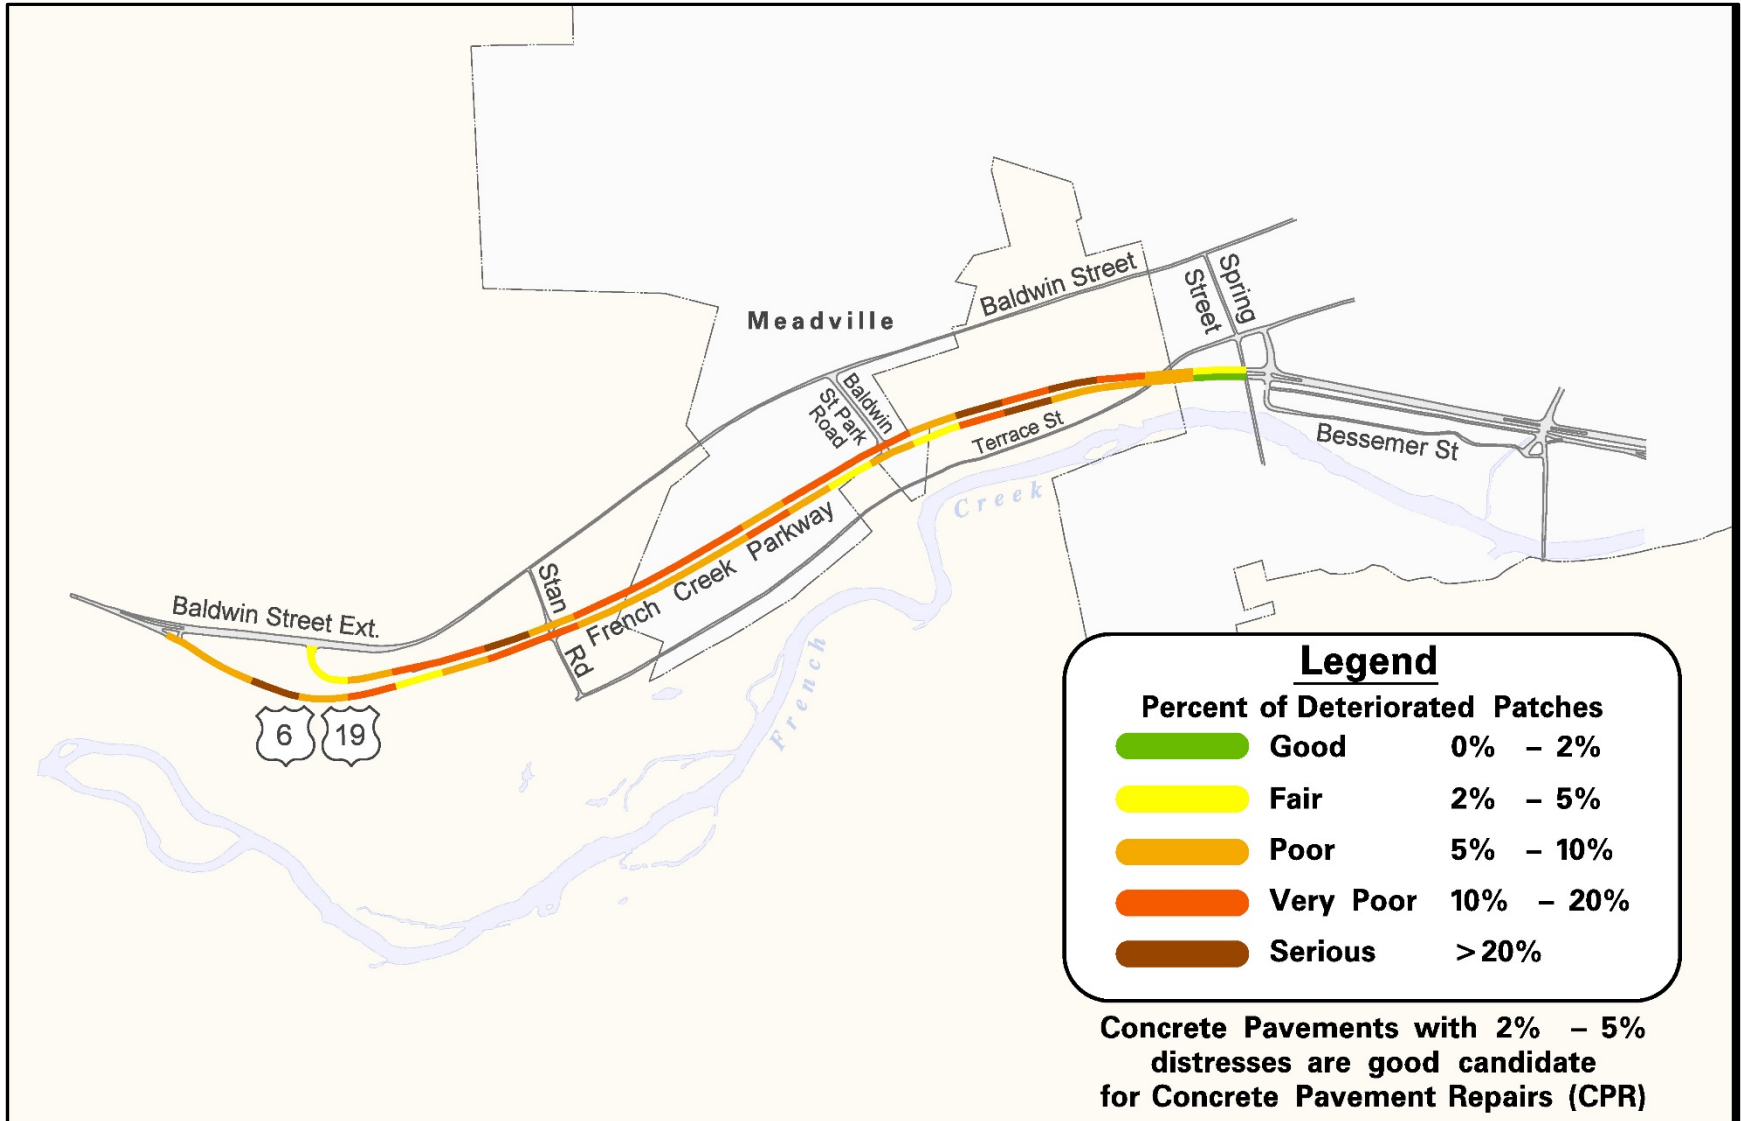 Meadville
Baldwin Street
Spring
Street
Baldwin
St Park
Road
Terrace St
Bessemer St
Creek
French Creek Parkway
Stan
Rd
Baldwin Street Ext.
French
6
19
Legend
Percent of Deteriorated Patches
Good 0% - 2%
Fair 2% - 5%
Poor 5% - 10%
Very Poor 10% - 20%
Serious >20%
Concrete Pavements with 2% - 5%
distresses are good candidate
for Concrete Pavement Repairs (CPR)